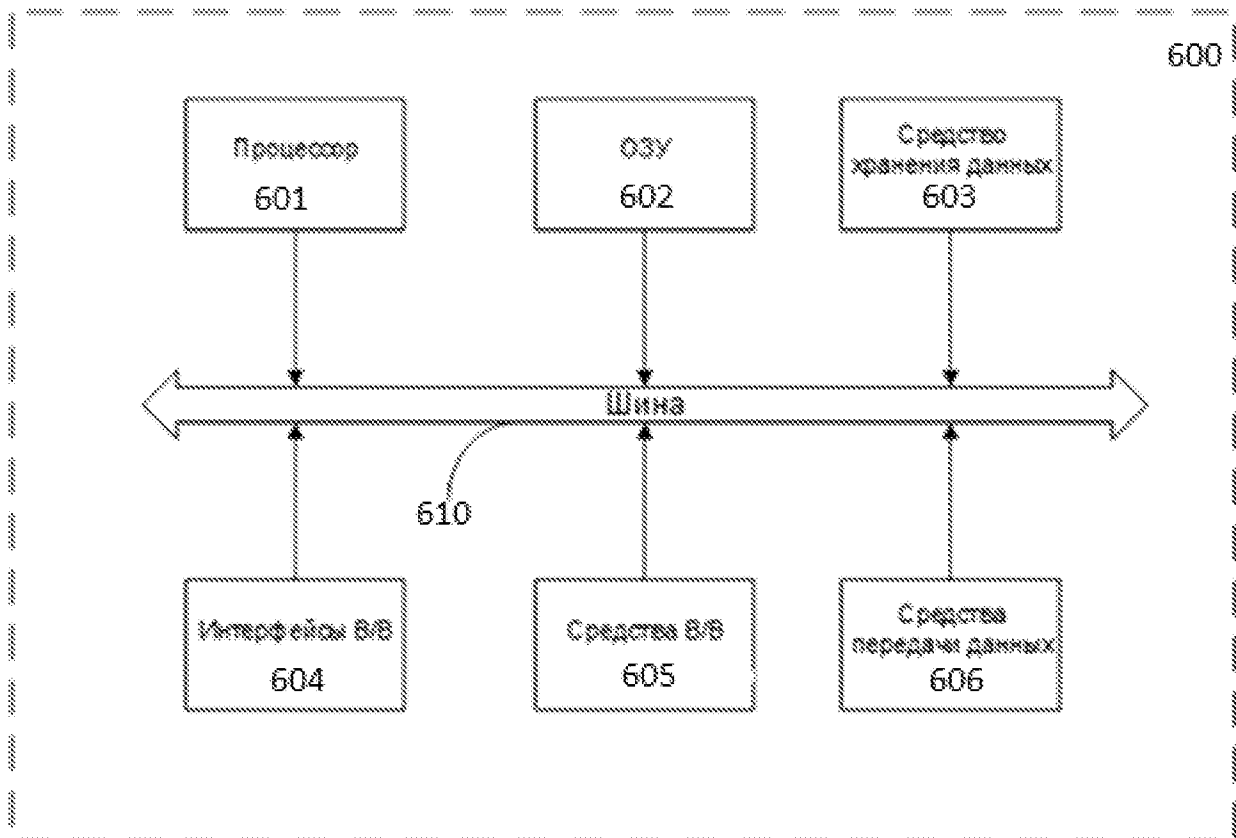 600
Процессор
601
ОЗУ
602
Средство
хранения данных
603
Шина
610
Интерфейсы В/В
604
Средства В/В
605
Средства
передачи данных
606